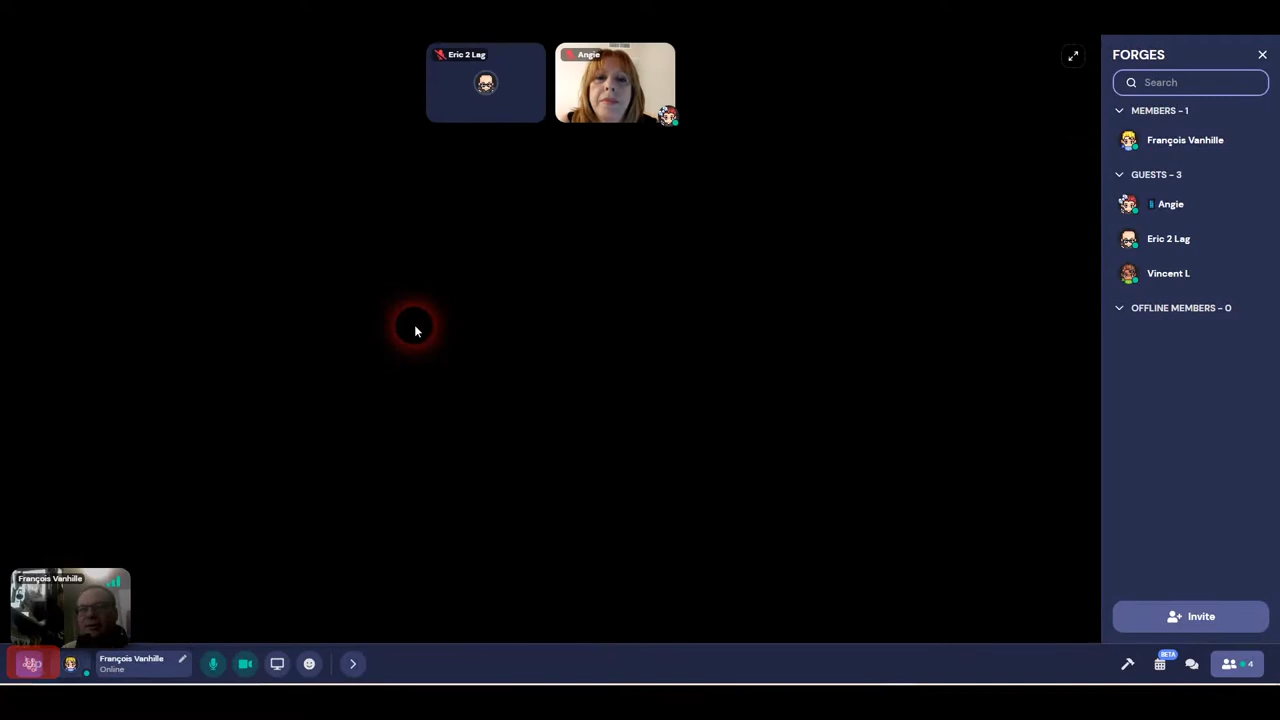 Eric 2 Lag
Angie
FORGES
Search
MEMBERS - 1
François Vanhille
GUESTS - 3
Angie
Eric 2 Lag
Vincent L
OFFLINE MEMBERS - 0
Invite
François Vanhille
François Vanhille
Online
BETA
4